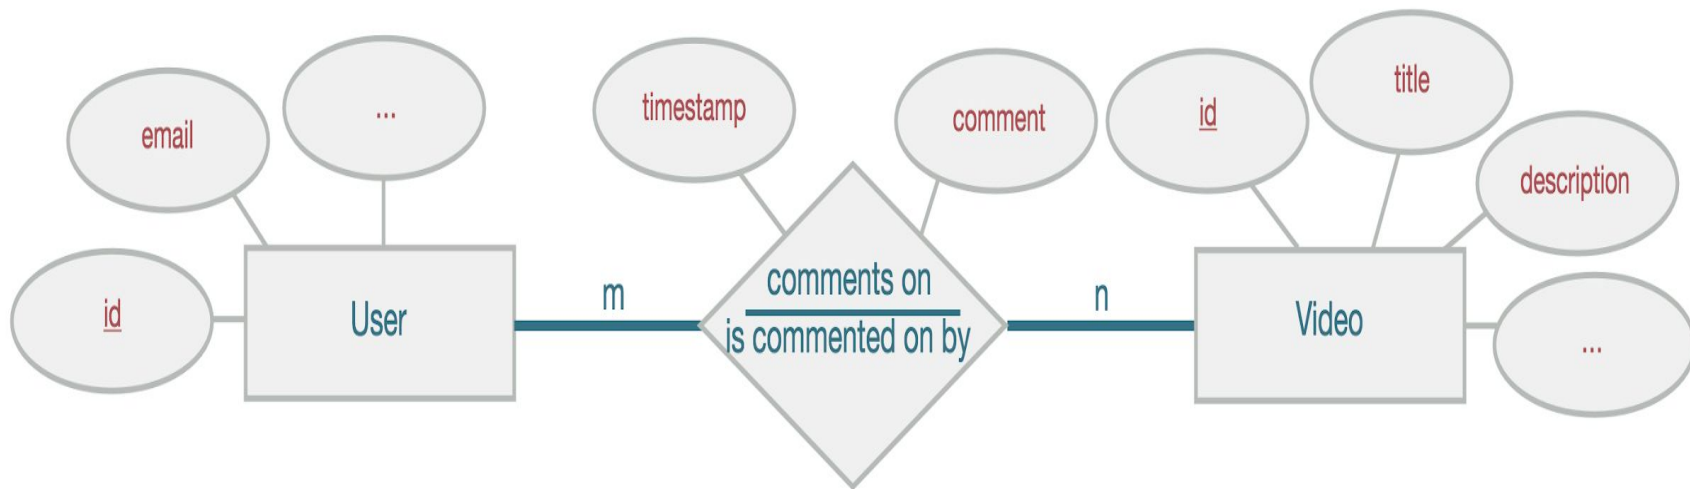 email
...
id
User
m
timestamp
comment
comments on
is commented on by
n
id
title
description
Video
...